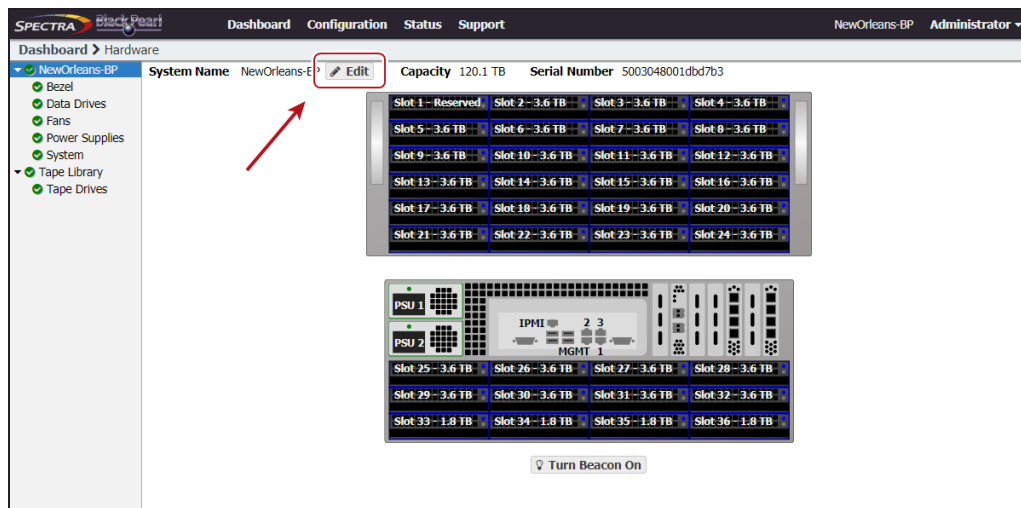 SPECTRA BlackPearl Dashboard Configuration Status Support NewOrleans-BP Administrator
Dashboard > Hardware
NewOrleans-BP
Bezel
Data Drives
Fans
Power Supplies
System
Tape Library
Tape Drives
System Name NewOrleans-BP Edit Capacity 120.1 TB Serial Number 5003048001dbd7b3
Slot 1 - Reserved Slot 2 - 3.6 TB Slot 3 - 3.6 TB Slot 4 - 3.6 TB
Slot 5 - 3.6 TB Slot 6 - 3.6 TB Slot 7 - 3.6 TB Slot 8 - 3.6 TB
Slot 9 - 3.6 TB Slot 10 - 3.6 TB Slot 11 - 3.6 TB Slot 12 - 3.6 TB
Slot 13 - 3.6 TB Slot 14 - 3.6 TB Slot 15 - 3.6 TB Slot 16 - 3.6 TB
Slot 17 - 3.6 TB Slot 18 - 3.6 TB Slot 19 - 3.6 TB Slot 20 - 3.6 TB
Slot 21 - 3.6 TB Slot 22 - 3.6 TB Slot 23 - 3.6 TB Slot 24 - 3.6 TB
PSU 1
IPMI 2 3
PSU 2
MGMT 1
Slot 25 - 3.6 TB Slot 26 - 3.6 TB Slot 27 - 3.6 TB Slot 28 - 3.6 TB
Slot 29 - 3.6 TB Slot 30 - 3.6 TB Slot 31 - 3.6 TB Slot 32 - 3.6 TB
Slot 33 - 1.8 TB Slot 34 - 1.8 TB Slot 35 - 1.8 TB Slot 36 - 1.8 TB
Turn Beacon On